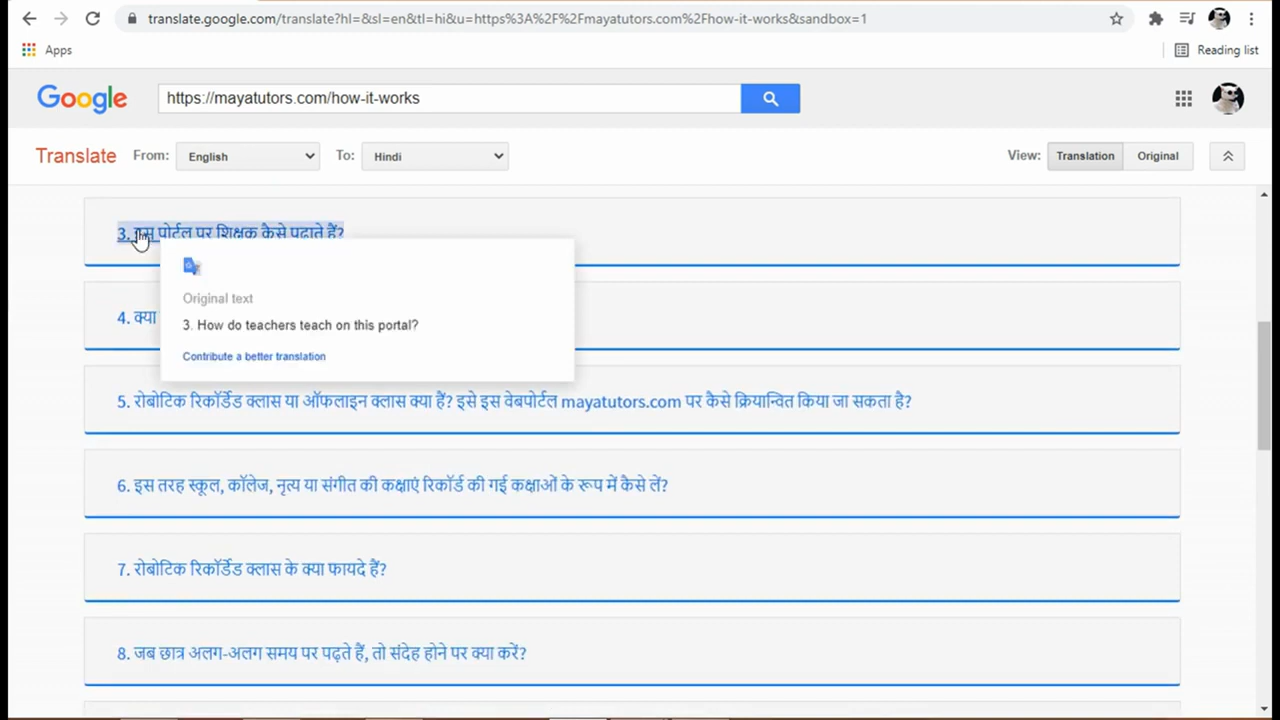 translate.google.com/translate?hl=&sl=en&tl=hi&u=https%3A%2F%2Fmayatutors.com%2Fhow-it-works&sandbox=1
Apps
Reading list
Google
https://mayatutors.com/how-it-works
Translate From: English To: Hindi View: Translation Original
3. इस पोर्टल पर शिक्षक कैसे पढ़ाते हैं?
Original text
3. How do teachers teach on this portal?
4. क्या
Contribute a better translation
5. रोबोटिक रिकॉर्डेड क्लास या ऑफलाइन क्लास क्या हैं? इसे इस वेबपोर्टल mayatutors.com पर कैसे क्रियान्वित किया जा सकता है?
6. इस तरह स्कूल, कॉलेज, नृत्य या संगीत की कक्षाएं रिकॉर्ड की गई कक्षाओं के रूप में कैसे लें?
7. रोबोटिक रिकॉर्डेड क्लास के क्या फायदे हैं?
8. जब छात्र अलग-अलग समय पर पढ़ते हैं, तो संदेह होने पर क्या करें?